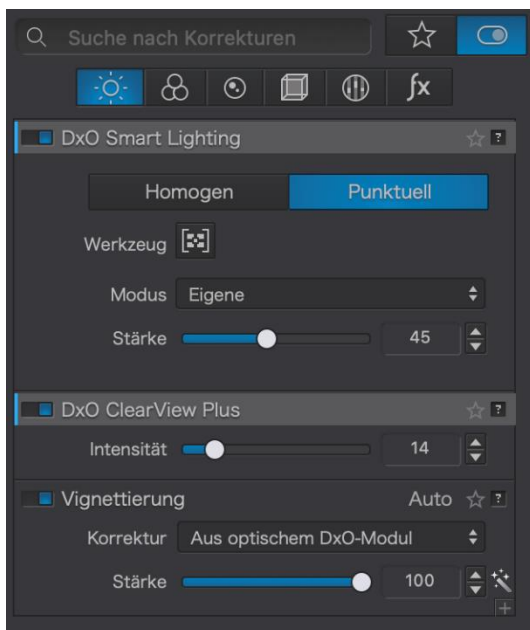 Suche nach Korrekturen
fx
DxO Smart Lighting ?
Homogen Punktuell
Werkzeug
Modus Eigene
Stärke 45
DxO ClearView Plus ?
Intensität 14
Vignettierung Auto ?
Korrektur Aus optischem DxO-Modul
Stärke 100